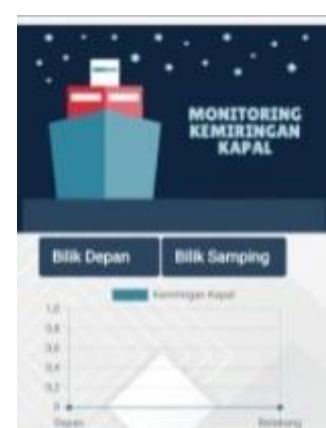 MONITORING
KEMIRINGAN
KAPAL
Bilik Depan
Bilik Samping
Kemiringan Kapal
1,0
0,8
0,6
0,4
0,2
0
Depan
Belakang